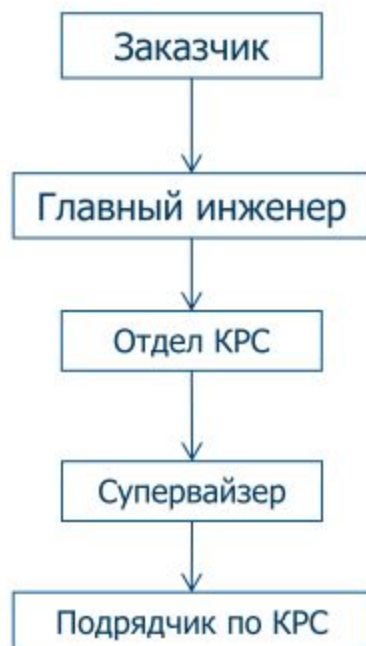 Заказчик
Главный инженер
Отдел КРС
Супервайзер
Подрядчик по КРС